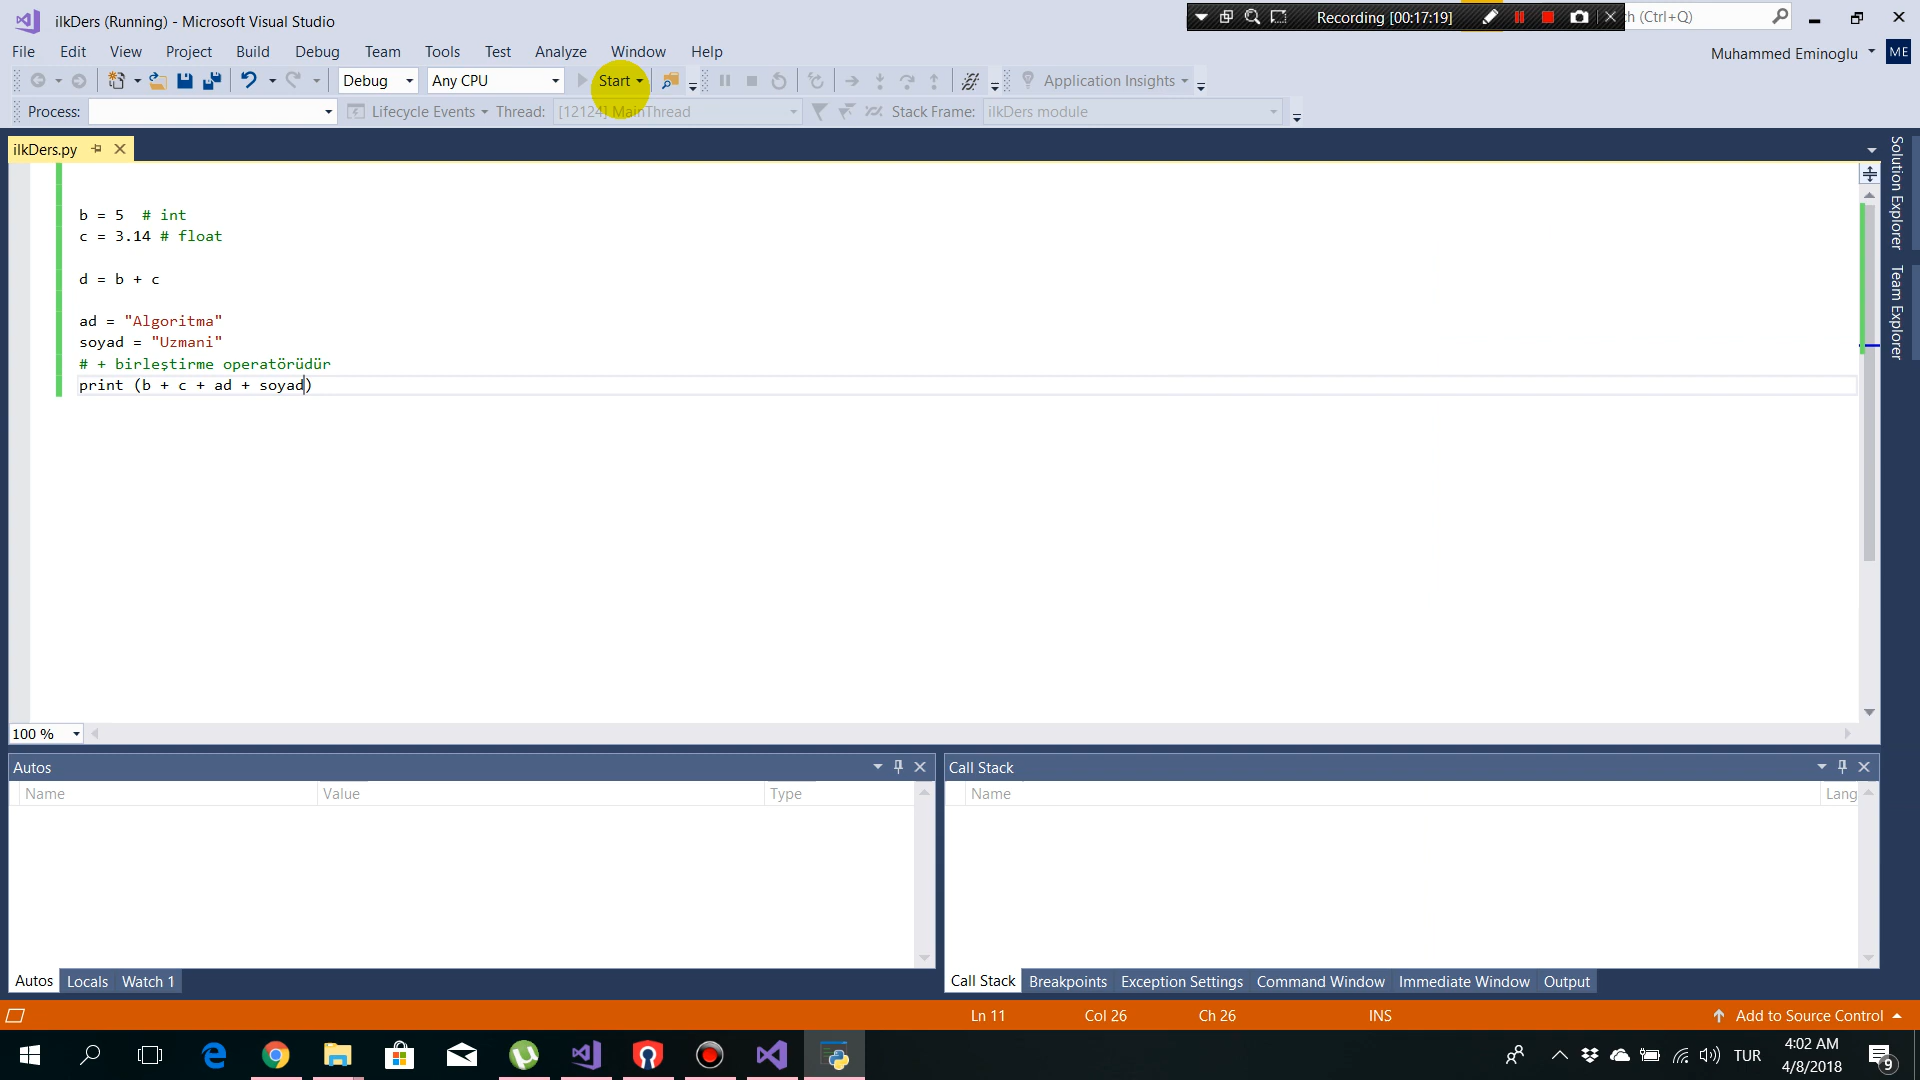 ilkDers (Running) - Microsoft Visual Studio
Recording [00:17:19]
ch (Ctrl+Q)
File Edit View Project Build Debug Team Tools Test Analyze Window Help
Muhammed Eminoglu ME
Debug Any CPU Start Application Insights
Process: Lifecycle Events Thread: [12124] MainThread Stack Frame: ilkDers module
ilkDers.py
Solution Explorer
Team Explorer
b = 5 # int
c = 3.14 # float
d = b + c
ad = "Algoritma"
soyad = "Uzmani"
# + birleştirme operatörüdür
print (b + c + ad + soyad)
100 %
Autos
Name Value Type
Autos Locals Watch 1
Call Stack
Name Lang
Call Stack Breakpoints Exception Settings Command Window Immediate Window Output
Ln 11 Col 26 Ch 26 INS Add to Source Control
TUR
4:02 AM
4/8/2018
9